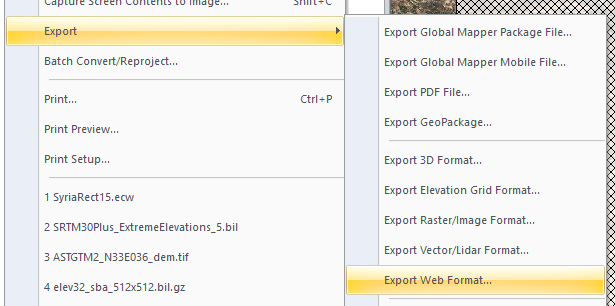 Capture Screen Contents to Image... Shift+C
Export
Batch Convert/Reproject...
Print... Ctrl+P
Print Preview...
Print Setup...
1 SyriaRect15.ecw
2 SRTM30Plus_ExtremeElevations_5.bil
3 ASTGTM2_N33E036_dem.tif
4 elev32_sba_512x512.bil.gz
Export Global Mapper Package File...
Export Global Mapper Mobile File...
Export PDF File...
Export GeoPackage...
Export 3D Format...
Export Elevation Grid Format...
Export Raster/Image Format...
Export Vector/Lidar Format...
Export Web Format...